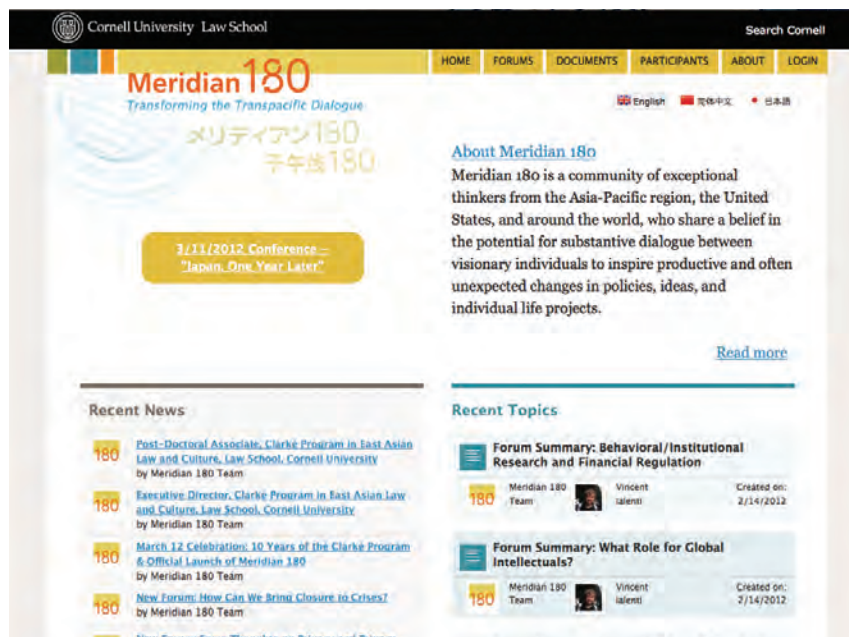 Cornell University Law School
Search Cornell
HOME FORUMS DOCUMENTS PARTICIPANTS ABOUT LOGIN
Meridian 180
Transforming the Transpacific Dialogue
メリディアン180
子午线180
English 简体中文 日本語
3/11/2012 Conference –
"Japan, One Year Later"
About Meridian 180
Meridian 180 is a community of exceptional
thinkers from the Asia-Pacific region, the United
States, and around the world, who share a belief in
the potential for substantive dialogue between
visionary individuals to inspire productive and often
unexpected changes in policies, ideas, and
individual life projects.
Read more
Recent News
180
Post-Doctoral Associate, Clarke Program in East Asian
Law and Culture, Law School, Cornell University
by Meridian 180 Team
180
Executive Director, Clarke Program in East Asian Law
and Culture, Law School, Cornell University
by Meridian 180 Team
180
March 12 Celebration: 10 Years of the Clarke Program
& Official Launch of Meridian 180
by Meridian 180 Team
180
New Forum: How Can We Bring Closure to Crises?
by Meridian 180 Team
Recent Topics
Forum Summary: Behavioral/Institutional
Research and Financial Regulation
180
Meridian 180
Team
Vincent
Ialenti
Created on:
2/14/2012
Forum Summary: What Role for Global
Intellectuals?
180
Meridian 180
Team
Vincent
Ialenti
Created on:
2/14/2012